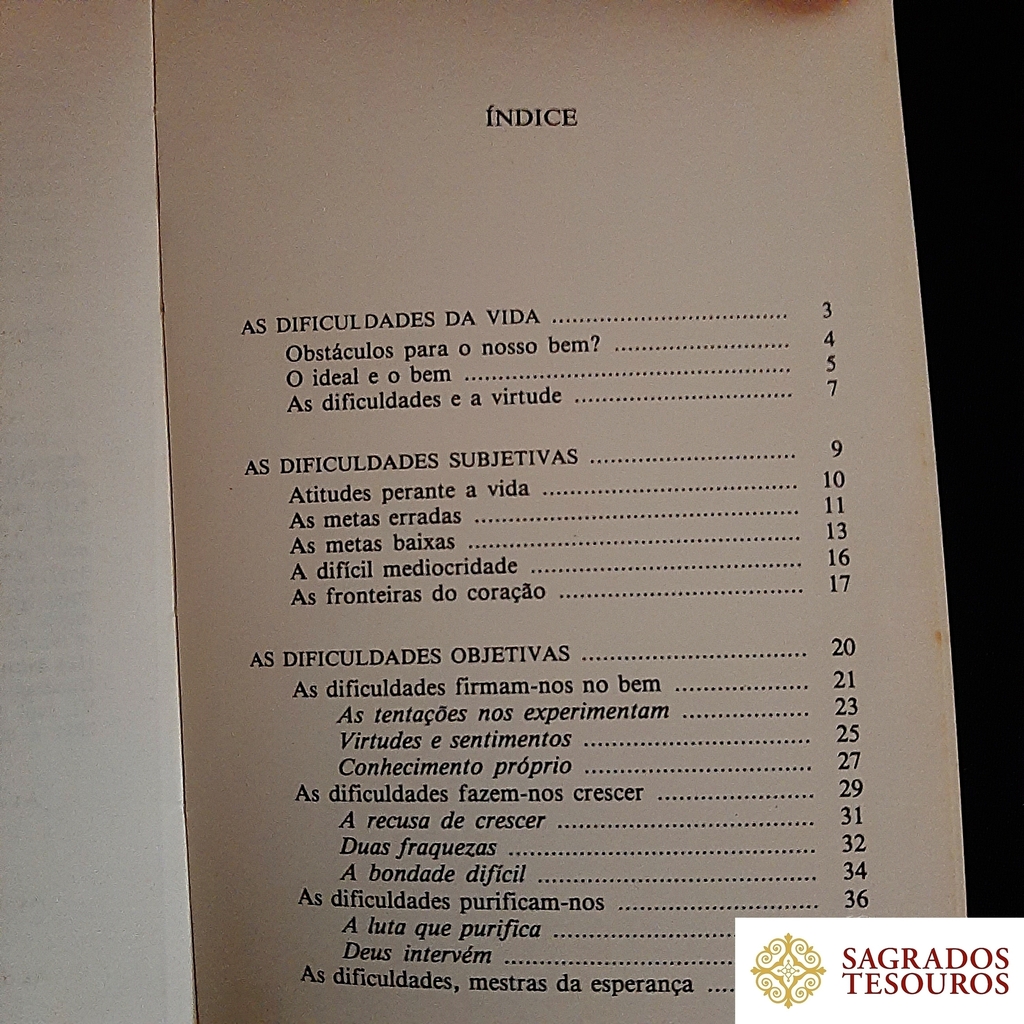 ÍNDICE
AS DIFICULDADES DA VIDA ................................... 3
Obstáculos para o nosso bem? .......................... 4
O ideal e o bem ................................................ 5
As dificuldades e a virtude ................................ 7
AS DIFICULDADES SUBJETIVAS .............................. 9
Atitudes perante a vida ..................................... 10
As metas erradas ................................................ 11
As metas baixas ................................................. 13
A difícil mediocridade ........................................ 16
As fronteiras do coração .................................... 17
AS DIFICULDADES OBJETIVAS ................................. 20
As dificuldades firmam-nos no bem .................... 21
As tentações nos experimentam ................... 23
Virtudes e sentimentos .................................. 25
Conhecimento próprio .................................. 27
As dificuldades fazem-nos crescer ....................... 29
A recusa de crescer ...................................... 31
Duas fraquezas .............................................. 32
A bondade difícil .......................................... 34
As dificuldades purificam-nos .............................. 36
A luta que purifica ...........................
Deus intervém ...................................
As dificuldades, mestras da esperança ....
SAGRADOS
TESOUROS